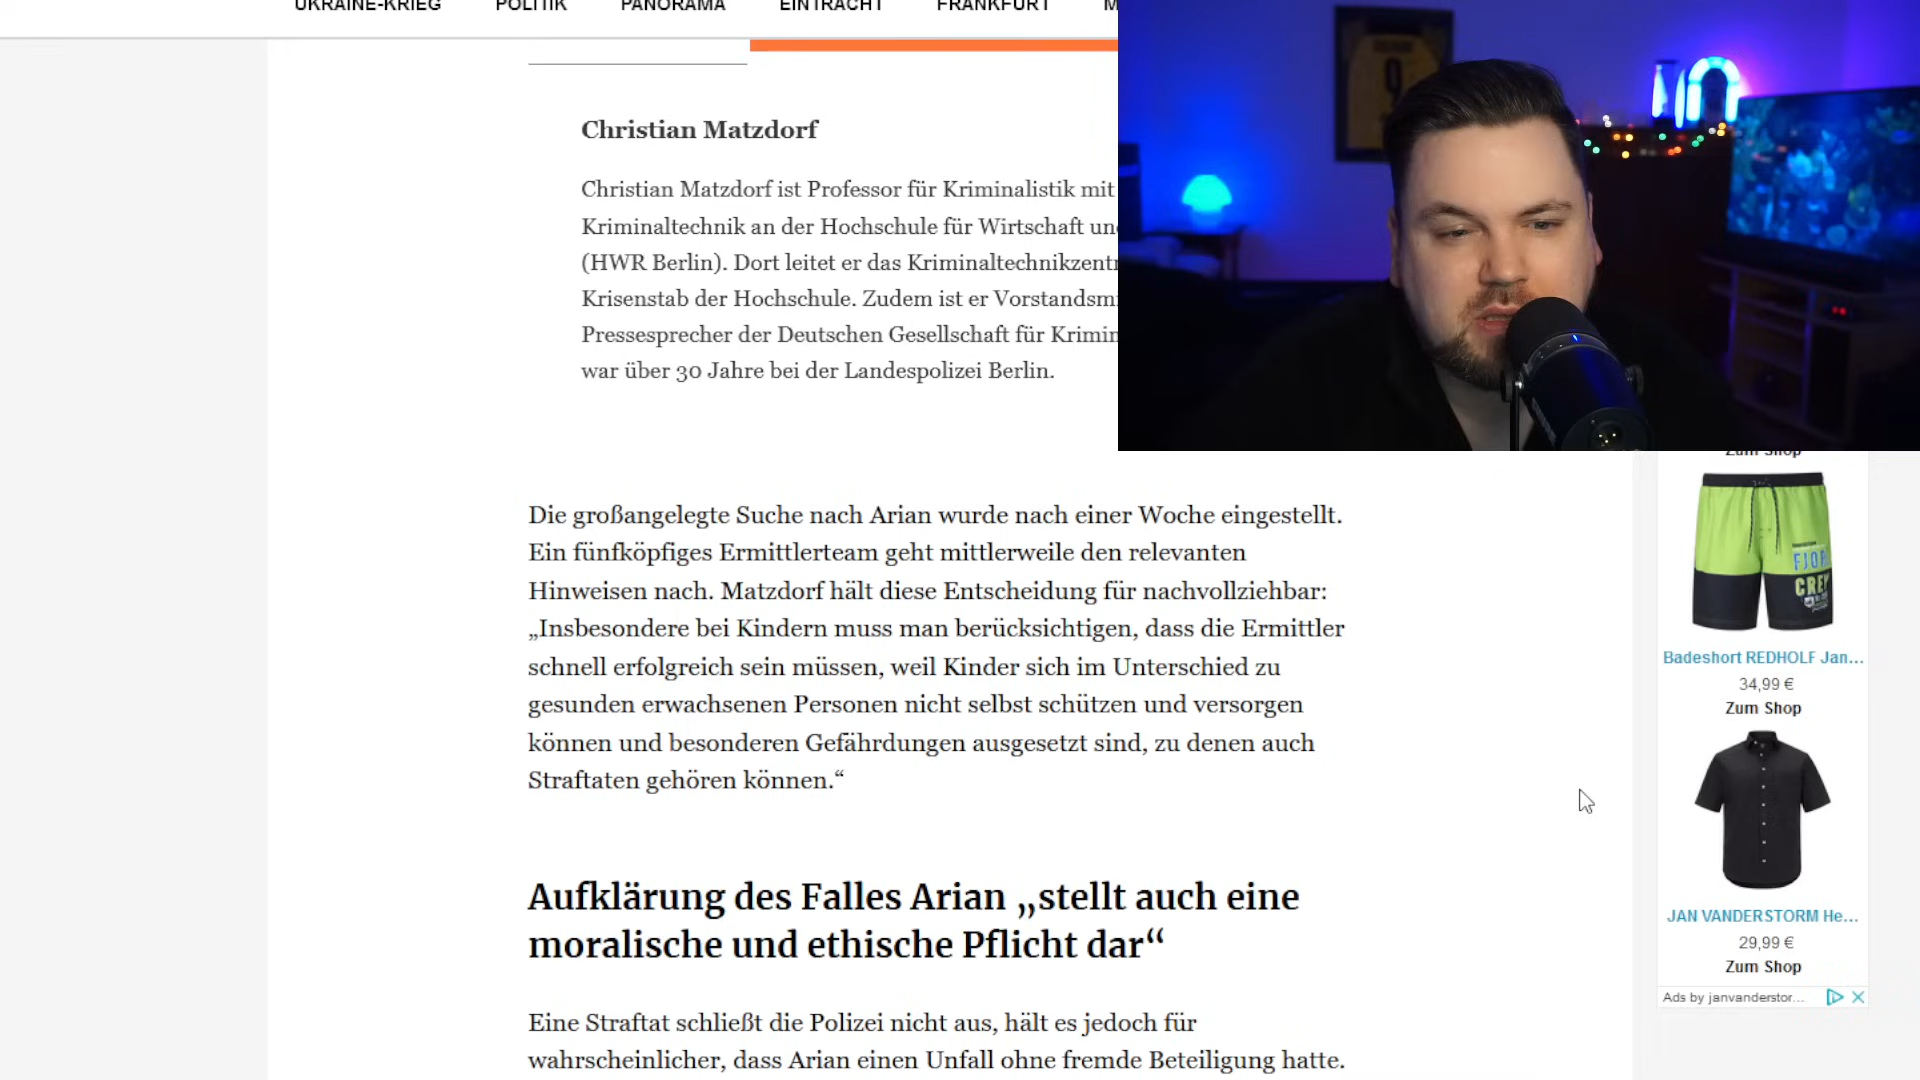 UKRAINE-KRIEG POLITIK PANORAMA EINTRACHT FRANKFURT M
Christian Matzdorf
Christian Matzdorf ist Professor für Kriminalistik mit
Kriminaltechnik an der Hochschule für Wirtschaft un
(HWR Berlin). Dort leitet er das Kriminaltechnikzent
Krisenstab der Hochschule. Zudem ist er Vorstandsm
Pressesprecher der Deutschen Gesellschaft für Krimin
war über 30 Jahre bei der Landespolizei Berlin.
9
Die großangelegte Suche nach Arian wurde nach einer Woche eingestellt.
Ein fünfköpfiges Ermittlerteam geht mittlerweile den relevanten
Hinweisen nach. Matzdorf hält diese Entscheidung für nachvollziehbar:
„Insbesondere bei Kindern muss man berücksichtigen, dass die Ermittler
schnell erfolgreich sein müssen, weil Kinder sich im Unterschied zu
gesunden erwachsenen Personen nicht selbst schützen und versorgen
können und besonderen Gefährdungen ausgesetzt sind, zu denen auch
Straftaten gehören können.“
Aufklärung des Falles Arian „stellt auch eine
moralische und ethische Pflicht dar“
Eine Straftat schließt die Polizei nicht aus, hält es jedoch für
wahrscheinlicher, dass Arian einen Unfall ohne fremde Beteiligung hatte.
Zum Shop
FJOR
CREW
Badeshort REDHOLF Jan...
34,99 €
Zum Shop
JAN VANDERSTORM He...
29,99 €
Zum Shop
Ads by janvanderstor...